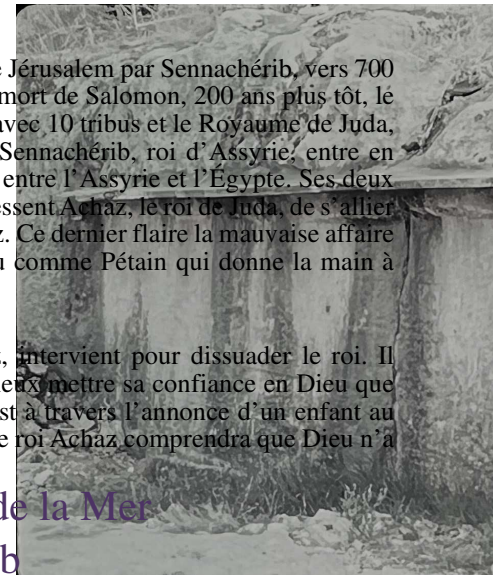 Jérusalem par Sennachérib, vers 700
mort de Salomon, 200 ans plus tôt, le
avec 10 tribus et le Royaume de Juda,
Sennachérib, roi d’Assyrie, entre en
entre l’Assyrie et l’Égypte. Ses deux
essent Achaz, le roi de Juda, de s’allier
z. Ce dernier flaire la mauvaise affaire
u comme Pétain qui donne la main à
z, intervient pour dissuader le roi. Il
eux mettre sa confiance en Dieu que
st à travers l’annonce d’un enfant au
e roi Achaz comprendra que Dieu n’a
de la Mer
b